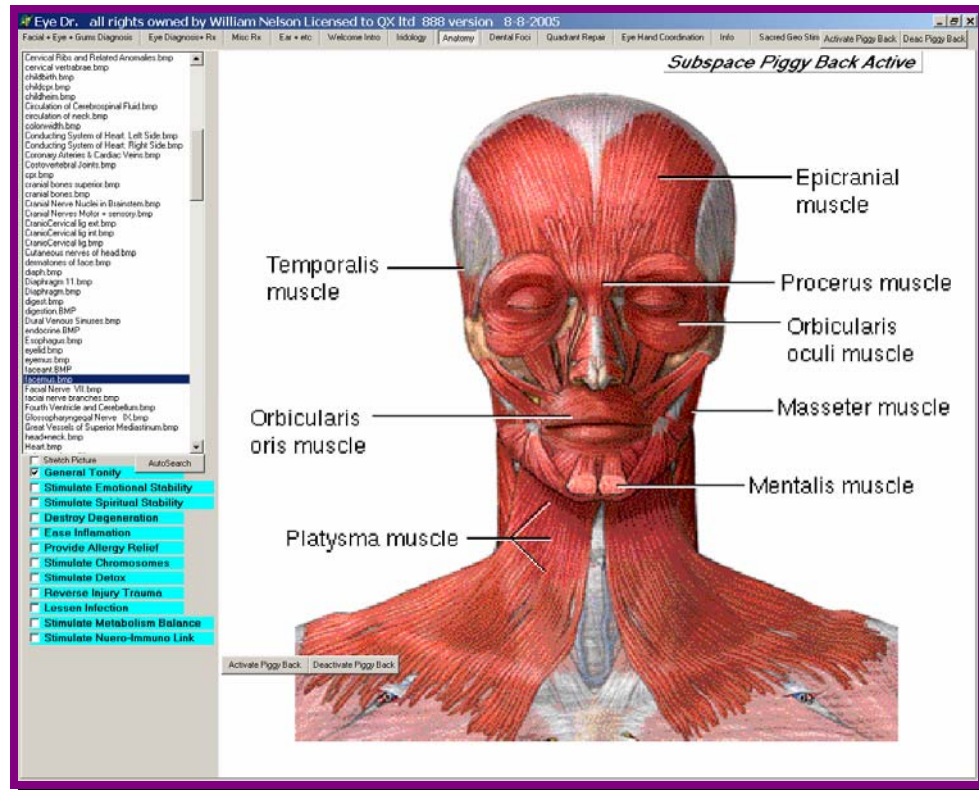 Eye Dr. all rights owned by William Nelson Licensed to QX ltd 888 version 8-8-2005
Facial + Eye + Gums Diagnosis Eye Diagnosis+ Rx Misc Rx Ear + etc Welcome Intro Iridology Anatomy Dental Foci Quadrant Repair Eye Hand Coordination Info Sacred Geo Stim Activate Piggy Back Deac Piggy Back
Subspace Piggy Back Active
Cervical Ribs and Related Anomalies.bmp
cervical vertabrae.bmp
childbirth.bmp
childcpr.bmp
childheim.bmp
Circulation of Cerebrospinal Fluid.bmp
circulation of neck.bmp
colonwidth.bmp
Conducting System of Heart. Left Side.bmp
Conducting System of Heart. Right Side.bmp
Coronary Arteries & Cardiac Veins.bmp
Costovertebral Joints.bmp
cpr.bmp
cranial bones superior.bmp
cranial bones.bmp
Cranial Nerve Nuclei in Brainstem.bmp
Cranial Nerves Motor + sensory.bmp
CranioCervical lig ext.bmp
CranioCervical lig int.bmp
CranioCervical lig.bmp
Cutaneous nerves of head.bmp
dermatones of face.bmp
diaph.bmp
Diaphragm 11.bmp
Diaphragm.bmp
digest.bmp
digestion.BMP
Dural Venous Sinuses.bmp
endocrine.BMP
Esophagus.bmp
eyelid.bmp
eyemus.bmp
faceant.BMP
facemus.bmp
Facial Nerve VII.bmp
facial nerve branches.bmp
Fourth Ventricle and Cerebellum.bmp
Glossopharyngeal Nerve IX.bmp
Great Vessels of Superior Mediastinum.bmp
head+neck.bmp
Heart.bmp
Stretch Picture
AutoSearch
General Tonify
Stimulate Emotional Stability
Stimulate Spiritual Stability
Destroy Degeneration
Ease Inflamation
Provide Allergy Relief
Stimulate Chromosomes
Stimulate Detox
Reverse Injury Trauma
Lessen Infection
Stimulate Metabolism Balance
Stimulate Nuero-Immuno Link
Activate Piggy Back Deactivate Piggy Back
Epicranial
muscle
Temporalis
muscle
Procerus muscle
Orbicularis
oculi muscle
Masseter muscle
Orbicularis
oris muscle
Mentalis muscle
Platysma muscle